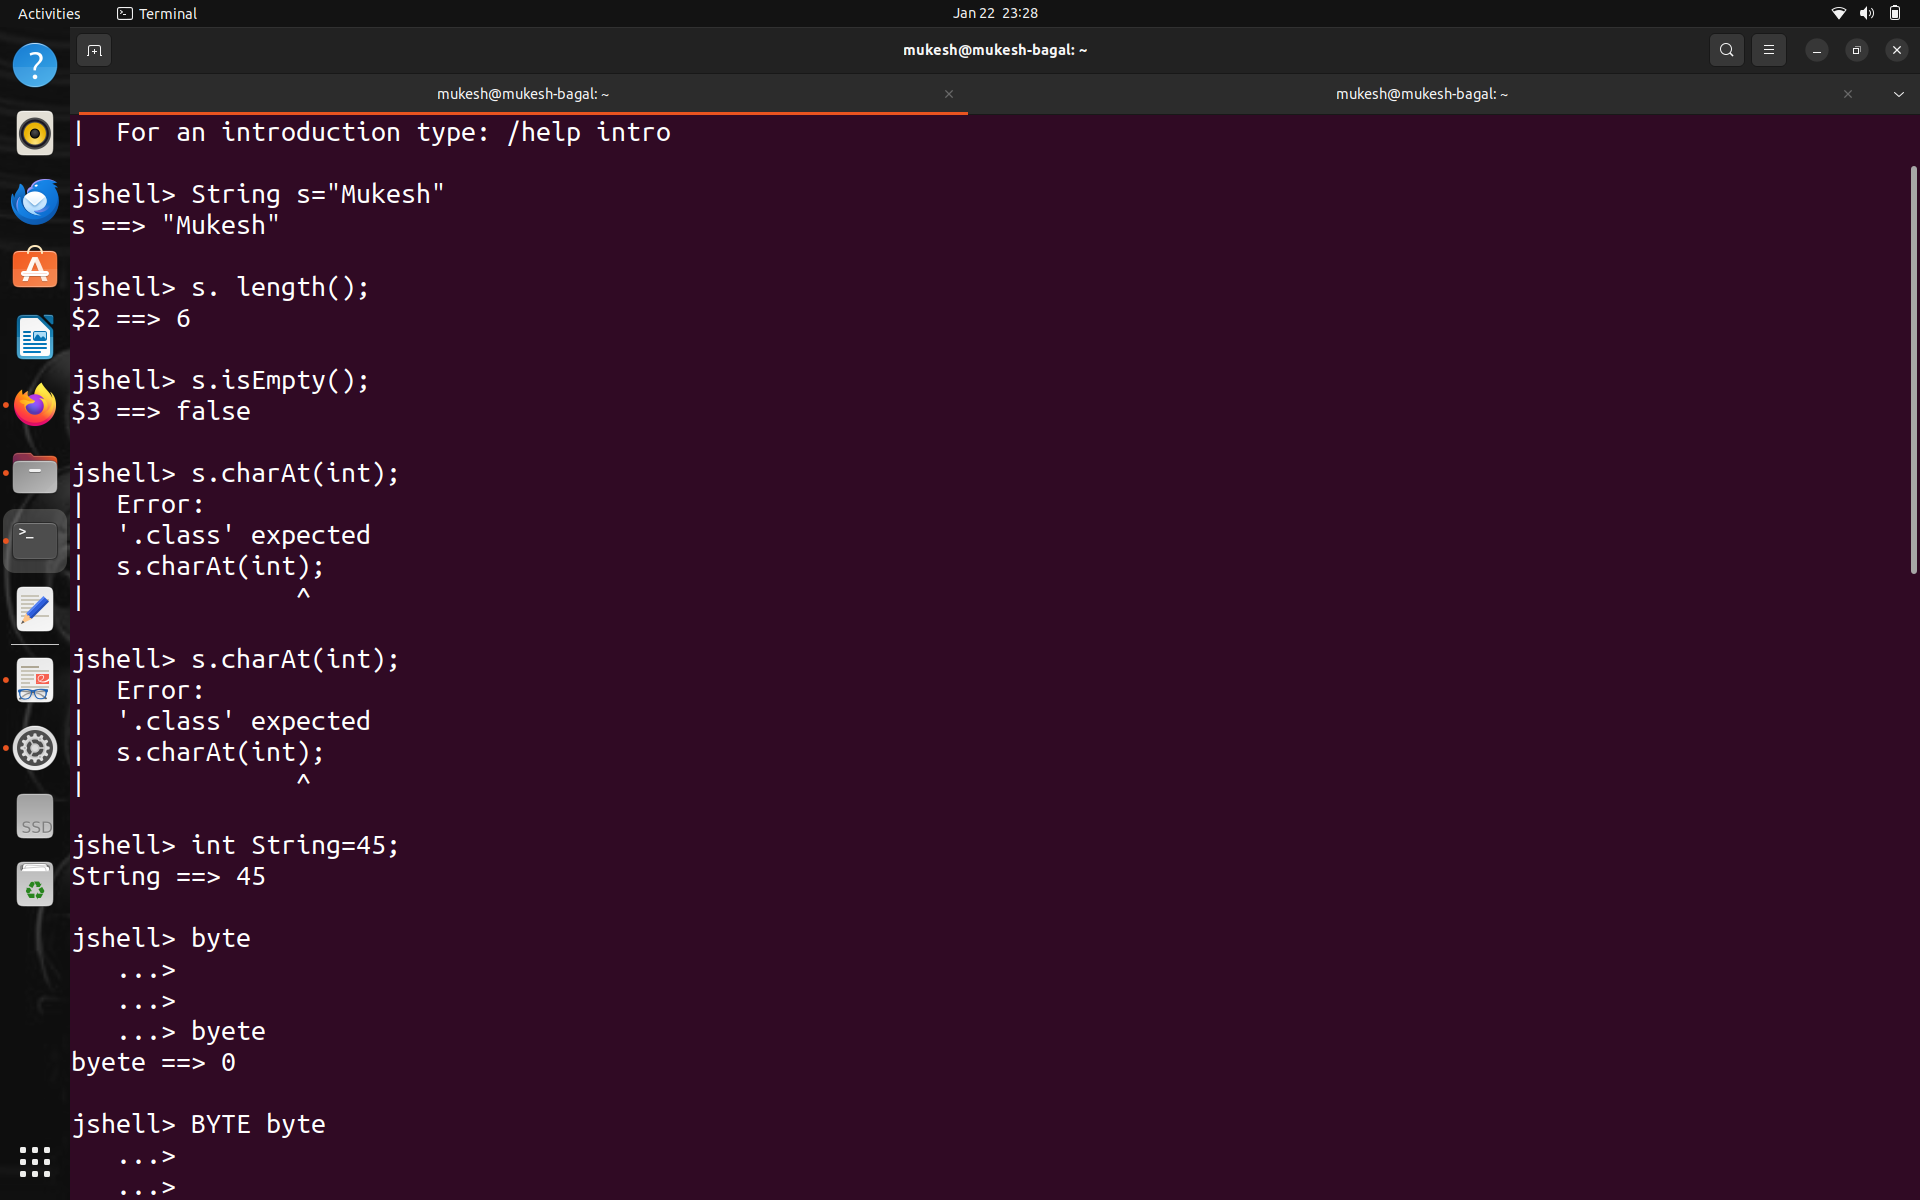 Activities
Terminal
Jan 22 23:28
mukesh@mukesh-bagal: ~
mukesh@mukesh-bagal: ~
mukesh@mukesh-bagal: ~
| For an introduction type: /help intro
jshell> String s="Mukesh"
s ==> "Mukesh"
jshell> s. length();
$2 ==> 6
jshell> s.isEmpty();
$3 ==> false
jshell> s.charAt(int);
| Error:
| '.class' expected
| s.charAt(int);
| ^
jshell> s.charAt(int);
| Error:
| '.class' expected
| s.charAt(int);
| ^
jshell> int String=45;
String ==> 45
jshell> byte
...>
...>
...> byete
byete ==> 0
jshell> BYTE byte
...>
...>
SSD